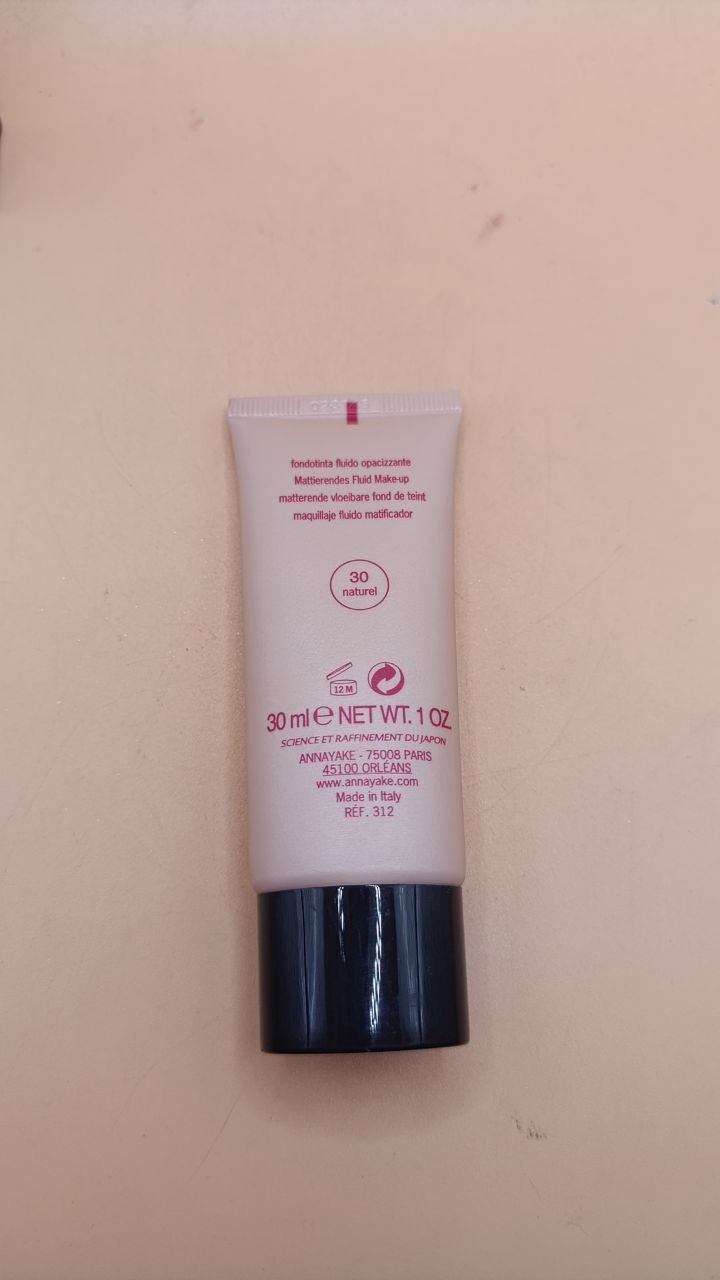 fondotinta fluido opacizzante
Mattierendes Fluid Make-up
matterende vloeibare fond de teint
maquillaje fluido matificador
30
naturel
12 M
30 ml e NET WT. 1 OZ.
SCIENCE ET RAFFINEMENT DU JAPON
ANNAYAKE - 75008 PARIS
45100 ORLÉANS
www.annayake.com
Made in Italy
RÉF. 312